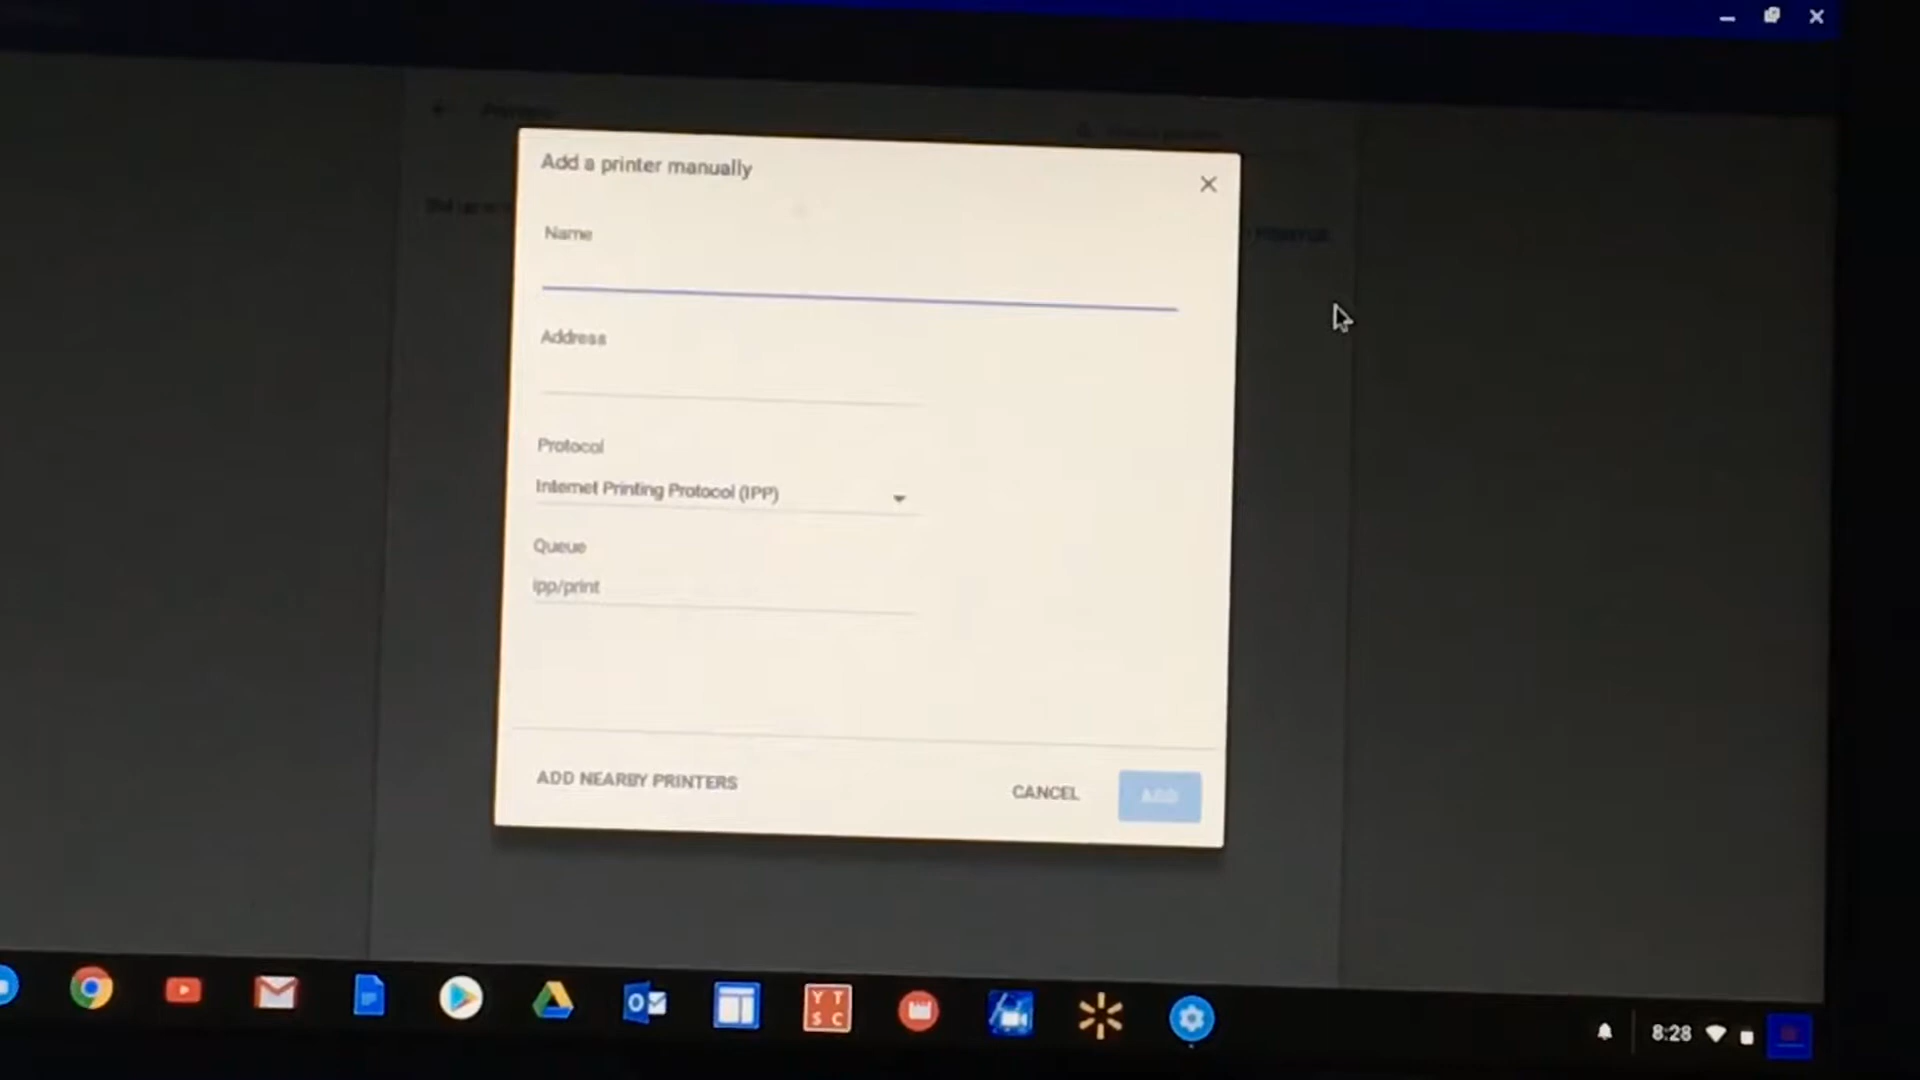 Add a printer manually
Name
Address
Protocol
Internet Printing Protocol (IPP)
Queue
ipp/print
ADD NEARBY PRINTERS
CANCEL
ADD
Y T
S C
8:28